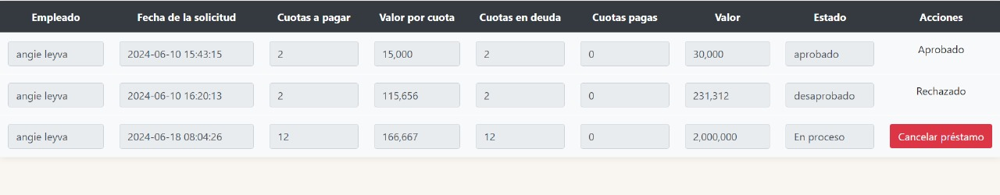 Empleado Fecha de la solicitud Cuotas a pagar Valor por cuota Cuotas en deuda Cuotas pagas Valor Estado Acciones
angie leyva 2024-06-10 15:43:15 2 15,000 2 0 30,000 aprobado Aprobado
angie leyva 2024-06-10 16:20:13 2 115,656 2 0 231,312 desaprobado Rechazado
angie leyva 2024-06-18 08:04:26 12 166,667 12 0 2,000,000 En proceso Cancelar préstamo